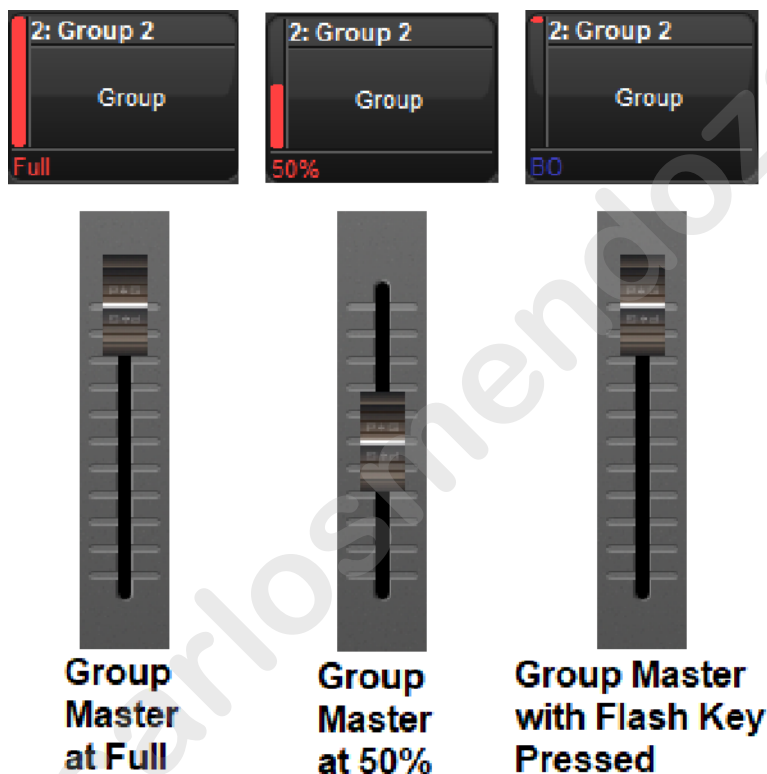 2: Group 2
Group
Full
2: Group 2
Group
50%
2: Group 2
Group
BO
Group
Master
at Full
Group
Master
at 50%
Group Master
with Flash Key
Pressed